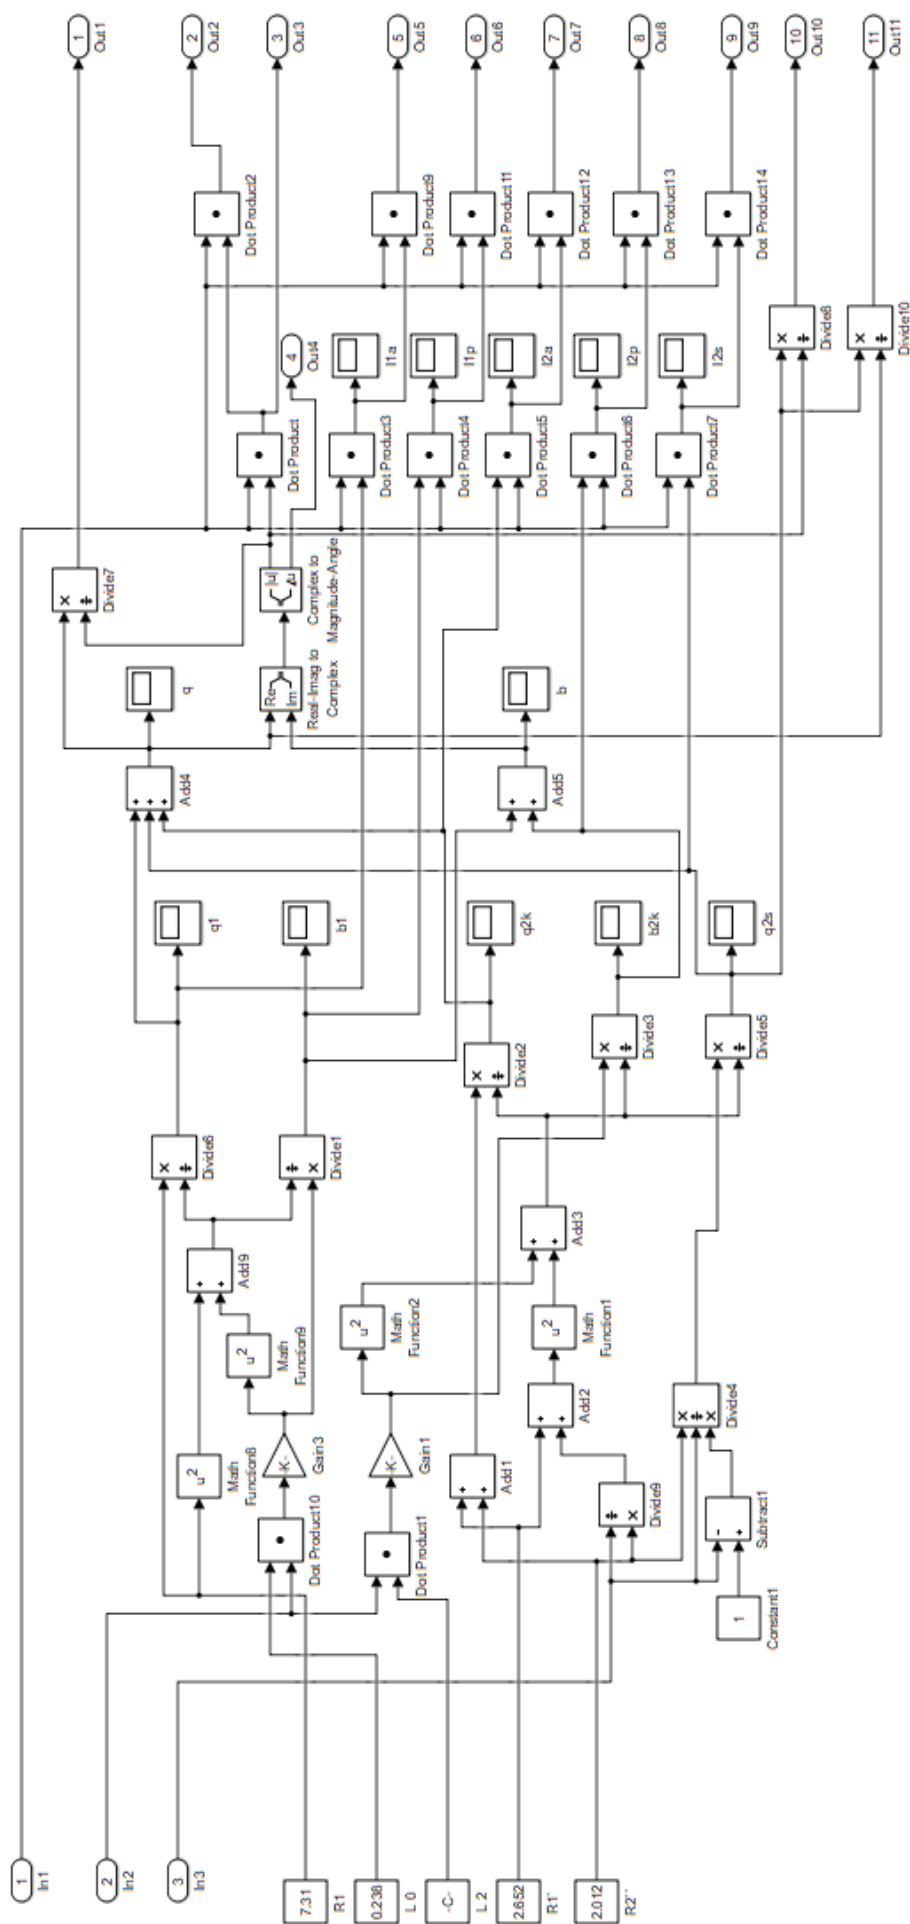 1
In1
2
In2
3
In3
7.31
R1
0.238
L 0
-C-
L 2
2.652
R1'
2.012
R2''
1
Constant1
Dot Product10
Dot Product1
u²
Math
Function8
-K-
Gain3
-K-
Gain1
+
+
Add1
÷
×
Divide9
-
+
Subtract1
u²
Math
Function9
u²
Math
Function2
+
+
Add2
u²
Math
Function1
×
÷
×
Divide4
+
+
Add9
+
+
Add3
×
÷
Divide6
÷
×
Divide1
×
÷
Divide2
×
÷
Divide3
×
÷
Divide5
q1
b1
q2k
b2k
q2s
+
+
+
Add4
+
+
Add5
q
b
Re
Im
Real-Imag to
Complex
×
÷
Divide7
|u|
∠u
Complex to
Magnitude-Angle
Dot Product
Dot Product3
Dot Product4
Dot Product5
Dot Product6
Dot Product7
4
Out4
I1a
I1p
I2a
I2p
I2s
×
÷
Divide8
×
÷
Divide10
Dot Product2
Dot Product9
Dot Product11
Dot Product12
Dot Product13
Dot Product14
1
Out1
2
Out2
3
Out3
5
Out5
6
Out6
7
Out7
8
Out8
9
Out9
10
Out10
11
Out11